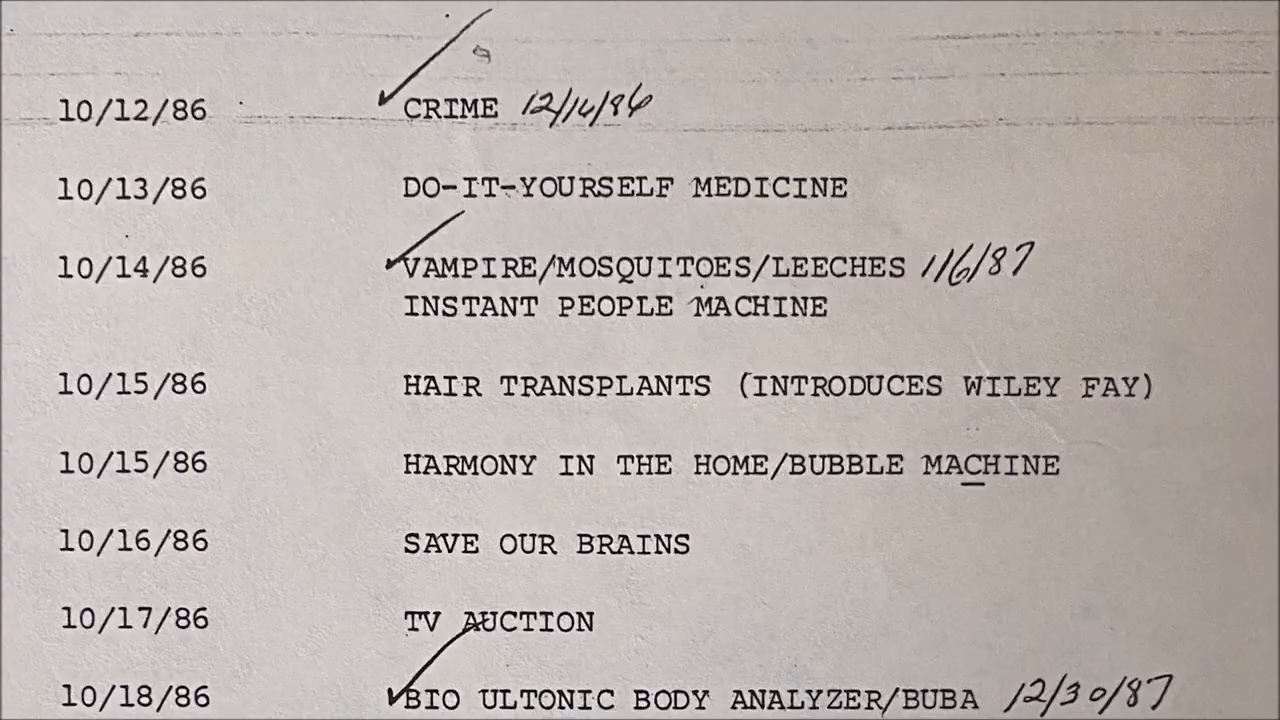 10/12/86 CRIME 12/16/86
10/13/86 DO-IT-YOURSELF MEDICINE
10/14/86 VAMPIRE/MOSQUITOES/LEECHES 1/6/87
INSTANT PEOPLE MACHINE
10/15/86 HAIR TRANSPLANTS (INTRODUCES WILEY FAY)
10/15/86 HARMONY IN THE HOME/BUBBLE MACHINE
10/16/86 SAVE OUR BRAINS
10/17/86 TV AUCTION
10/18/86 BIO ULTONIC BODY ANALYZER/BUBA 12/30/87